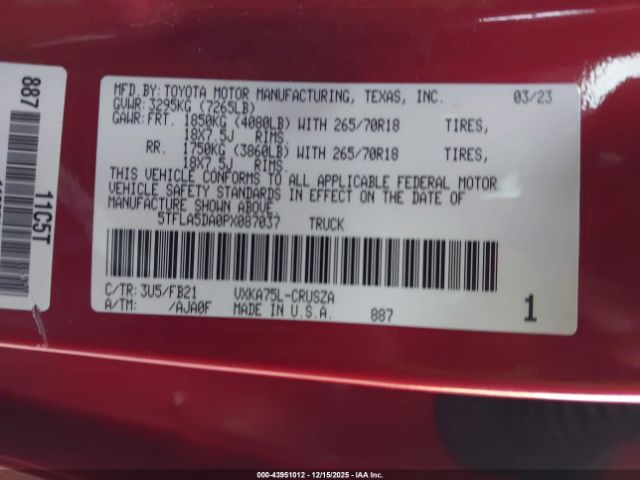 MFD.BY: TOYOTA MOTOR MANUFACTURING, TEXAS, INC. 03/23
GVWR: 3295KG (7265LB)
GAWR: FRT. 1850KG (4080LB) WITH 265/70R18 TIRES,
18X7.5J RIMS.
RR. 1750KG (3860LB) WITH 265/70R18 TIRES,
18X7.5J RIMS.
THIS VEHICLE CONFORMS TO ALL APPLICABLE FEDERAL MOTOR
VEHICLE SAFETY STANDARDS IN EFFECT ON THE DATE OF
MANUFACTURE SHOWN ABOVE.
5TFLA5DA0PX087037 TRUCK
C/TR: 3U5/FB21 VXKA75L-CRUSZA
A/TM: /AJA0F MADE IN U.S.A. 887 1
887
11C5T
000-43951012 - 12/15/2025 - IAA Inc.